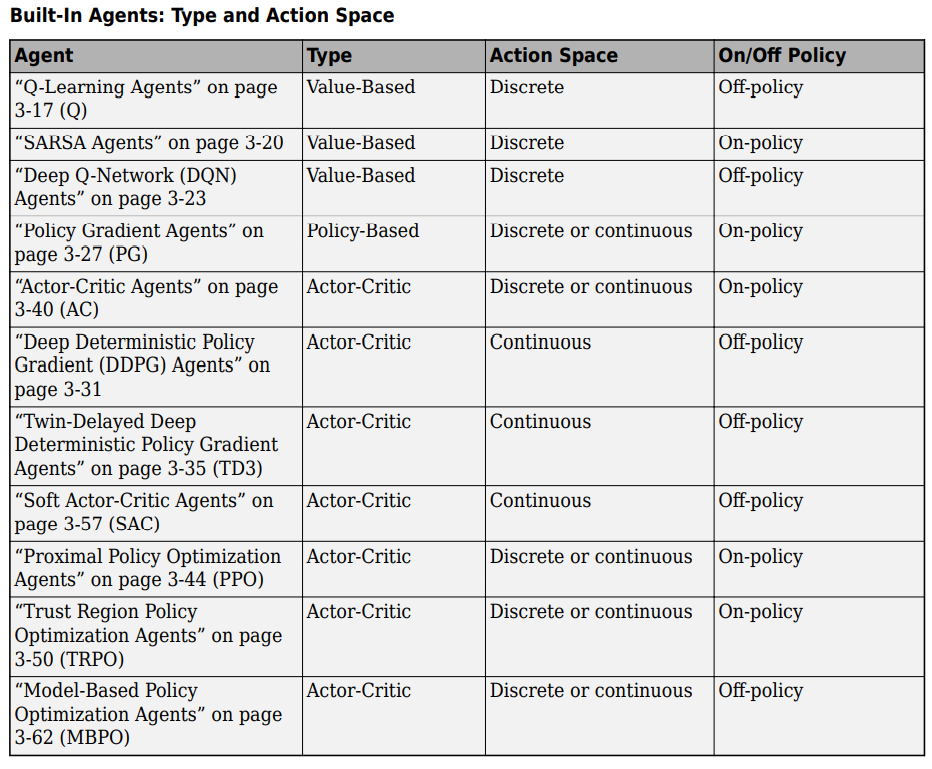 Built-In Agents: Type and Action Space
Agent Type Action Space On/Off Policy
“Q-Learning Agents” on page Value-Based Discrete Off-policy
3-17 (Q)
“SARSA Agents” on page 3-20 Value-Based Discrete On-policy
“Deep Q-Network (DQN) Value-Based Discrete Off-policy
Agents” on page 3-23
“Policy Gradient Agents” on Policy-Based Discrete or continuous On-policy
page 3-27 (PG)
“Actor-Critic Agents” on page Actor-Critic Discrete or continuous On-policy
3-40 (AC)
“Deep Deterministic Policy Actor-Critic Continuous Off-policy
Gradient (DDPG) Agents” on
page 3-31
“Twin-Delayed Deep Actor-Critic Continuous Off-policy
Deterministic Policy Gradient
Agents” on page 3-35 (TD3)
“Soft Actor-Critic Agents” on Actor-Critic Continuous Off-policy
page 3-57 (SAC)
“Proximal Policy Optimization Actor-Critic Discrete or continuous On-policy
Agents” on page 3-44 (PPO)
“Trust Region Policy Actor-Critic Discrete or continuous On-policy
Optimization Agents” on page
3-50 (TRPO)
“Model-Based Policy Actor-Critic Discrete or continuous Off-policy
Optimization Agents” on page
3-62 (MBPO)